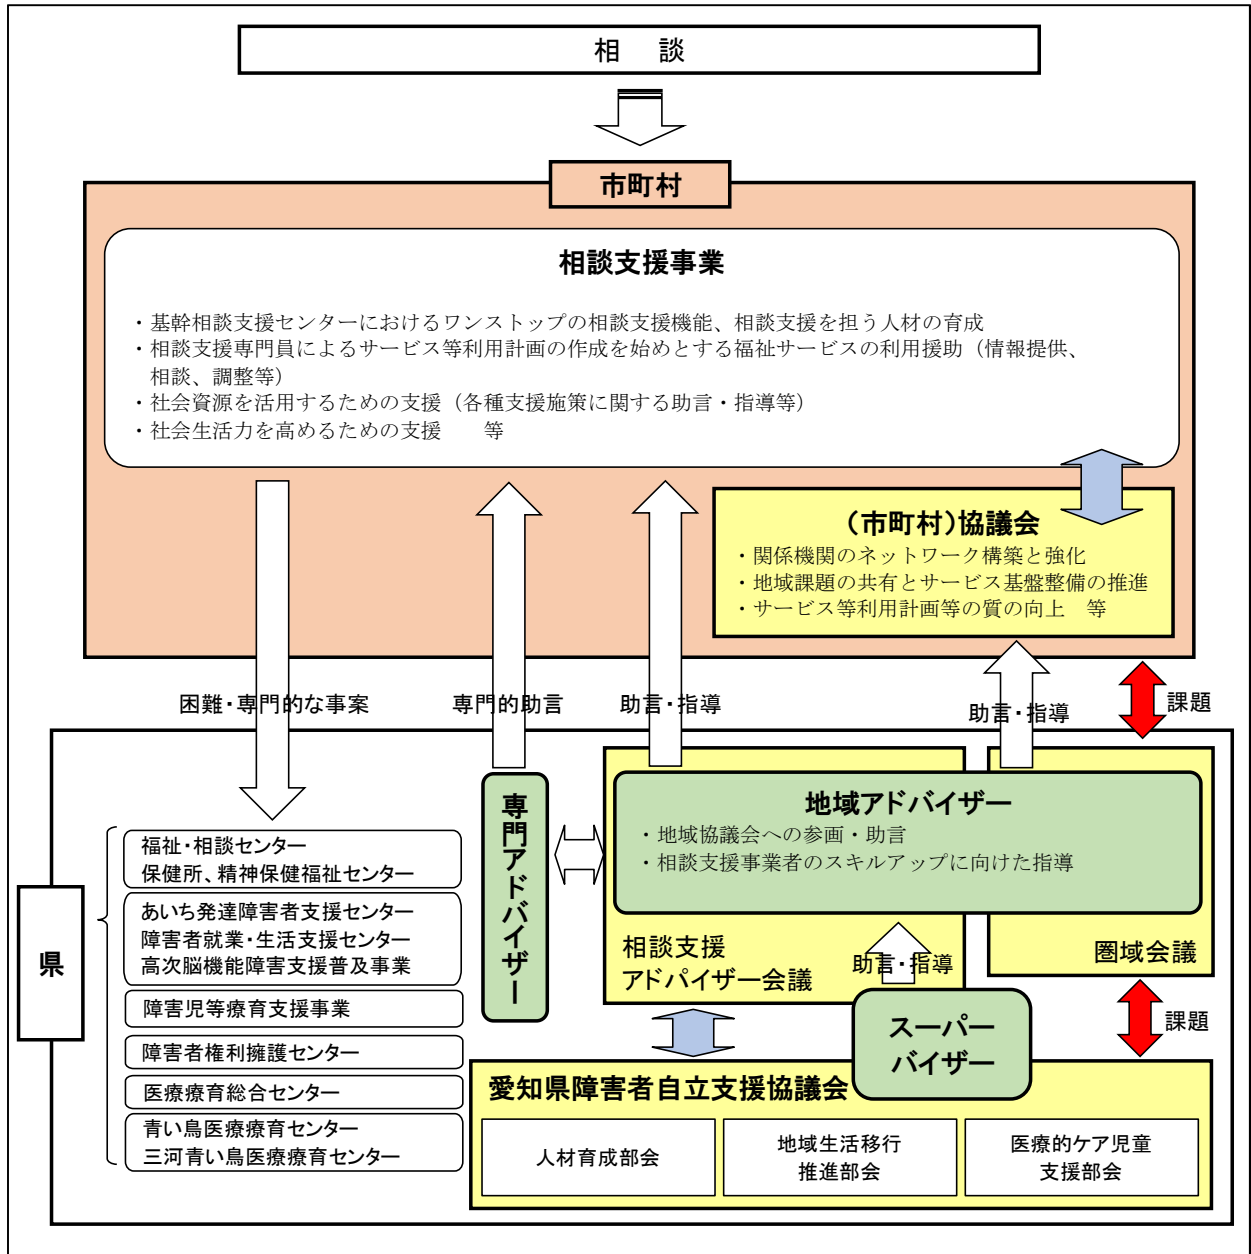 相　談
市町村
相談支援事業
・基幹相談支援センターにおけるワンストップの相談支援機能、相談支援を担う人材の育成
・相談支援専門員によるサービス等利用計画の作成を始めとする福祉サービスの利用援助（情報提供、
相談、調整等）
・社会資源を活用するための支援（各種支援施策に関する助言・指導等）
・社会生活力を高めるための支援　　等
（市町村）協議会
・関係機関のネットワーク構築と強化
・地域課題の共有とサービス基盤整備の推進
・サービス等利用計画等の質の向上　等
困難・専門的な事案
専門的助言
助言・指導
助言・指導
課題
県
福祉・相談センター
保健所、精神保健福祉センター
あいち発達障害者支援センター
障害者就業・生活支援センター
高次脳機能障害支援普及事業
障害児等療育支援事業
障害者権利擁護センター
医療療育総合センター
青い鳥医療療育センター
三河青い鳥医療療育センター
専門アドバイザー
地域アドバイザー
・地域協議会への参画・助言
・相談支援事業者のスキルアップに向けた指導
相談支援
アドバイザー会議
助言・指導
圏域会議
スーパー
バイザー
課題
愛知県障害者自立支援協議会
人材育成部会
地域生活移行
推進部会
医療的ケア児童
支援部会